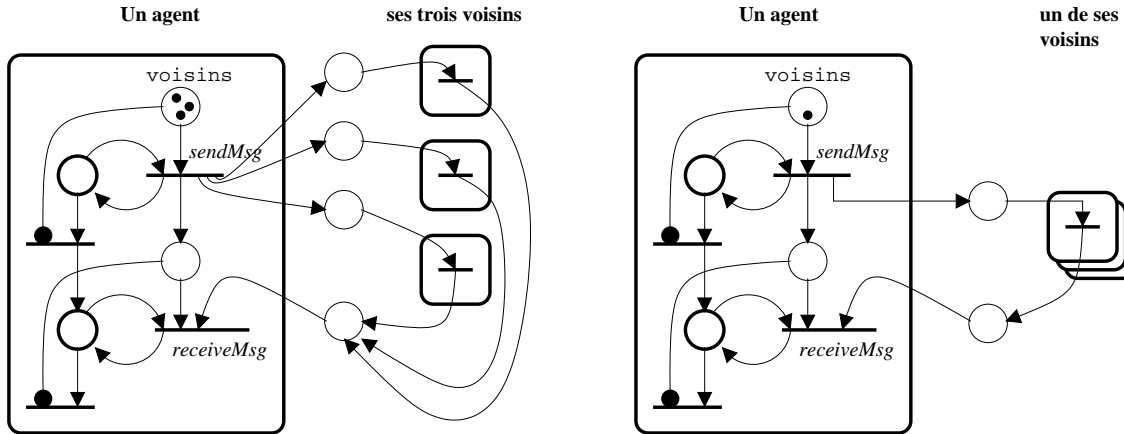 Un agent
ses trois voisins
voisins
sendMsg
receiveMsg
Un agent
un de ses
voisins
voisins
sendMsg
receiveMsg